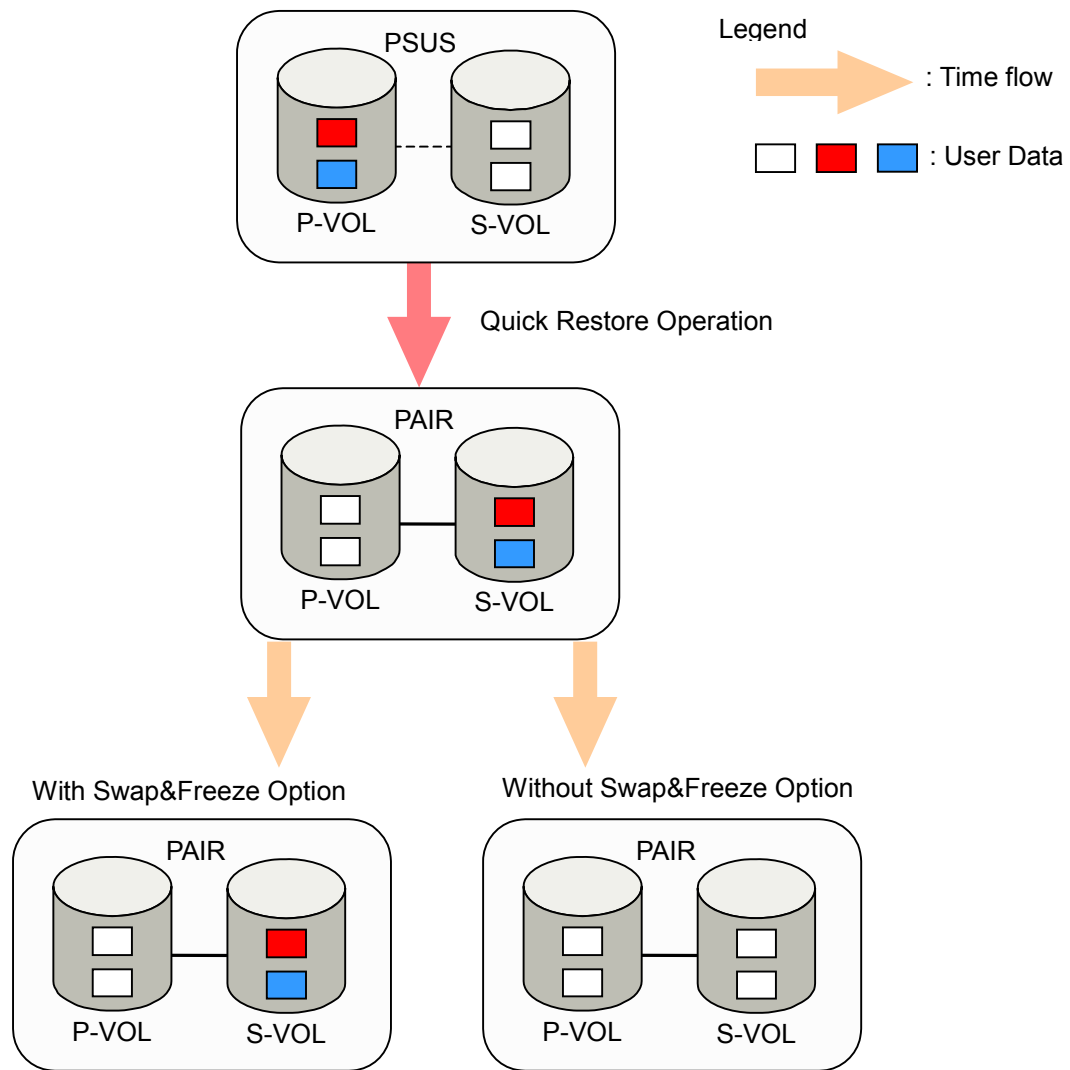 PSUS
P-VOL
S-VOL
Legend
: Time flow
: User Data
Quick Restore Operation
PAIR
P-VOL
S-VOL
With Swap&Freeze Option
Without Swap&Freeze Option
PAIR
P-VOL
S-VOL
PAIR
P-VOL
S-VOL